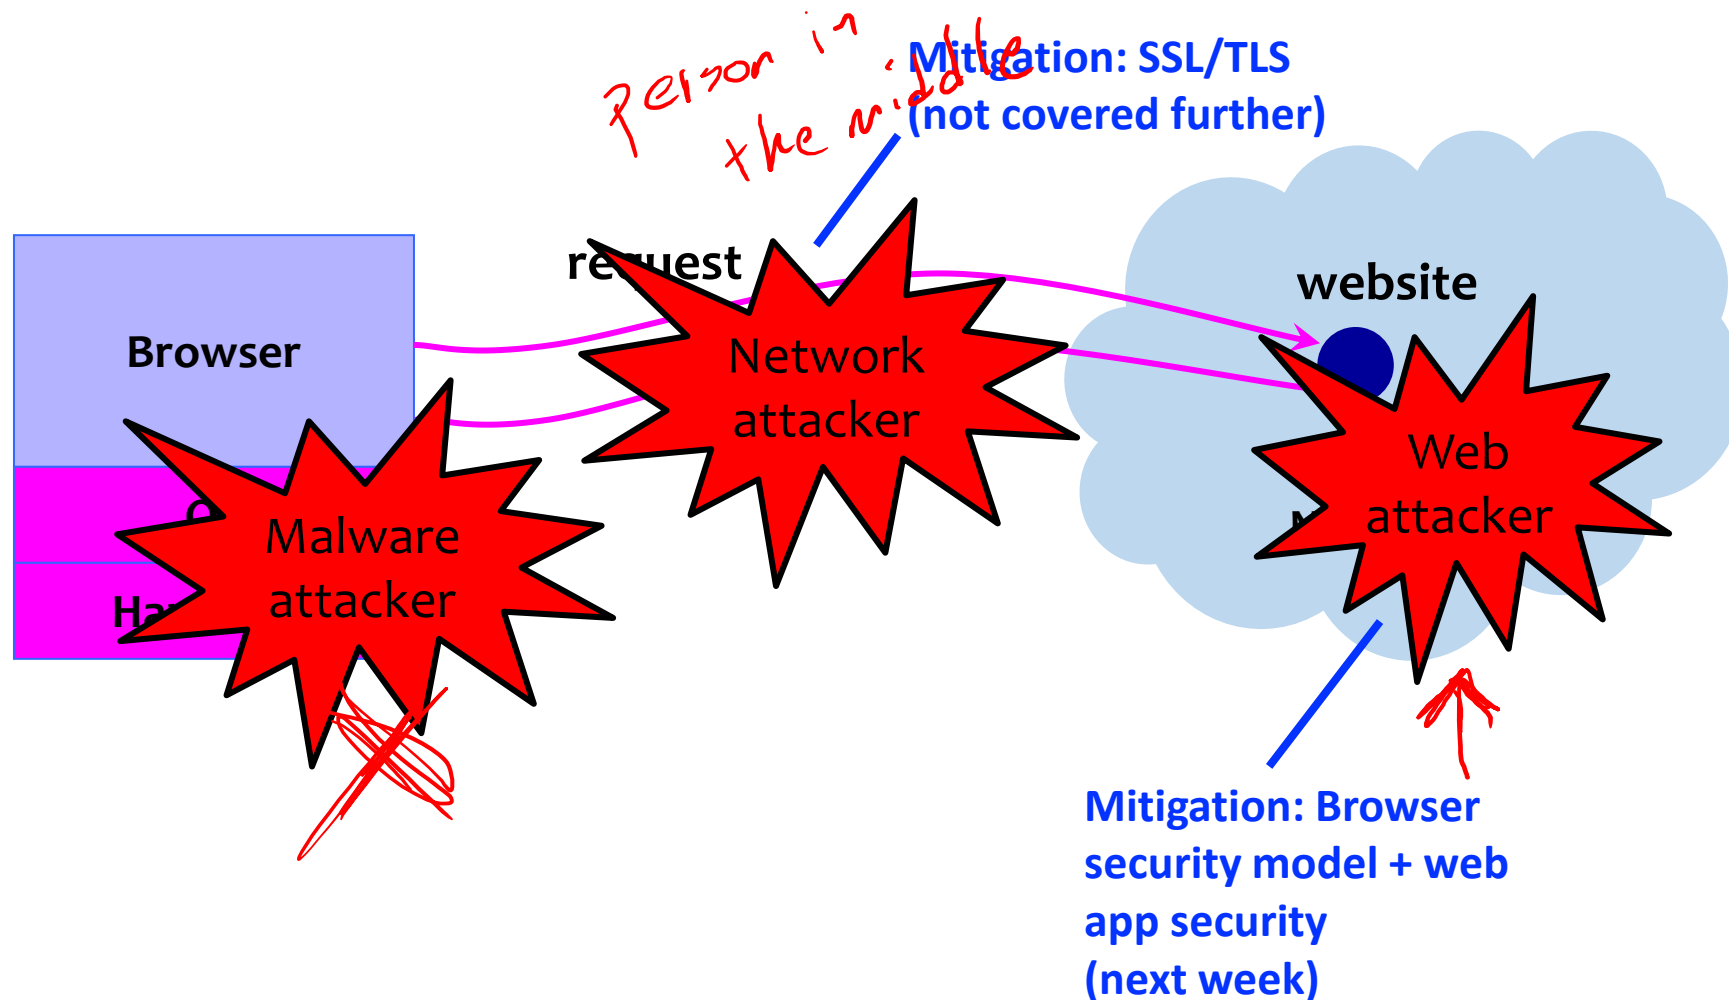 person in
the middle
Mitigation: SSL/TLS
(not covered further)
request
website
Browser
Network
attacker
Web
attacker
Malware
attacker
Mitigation: Browser
security model + web
app security
(next week)